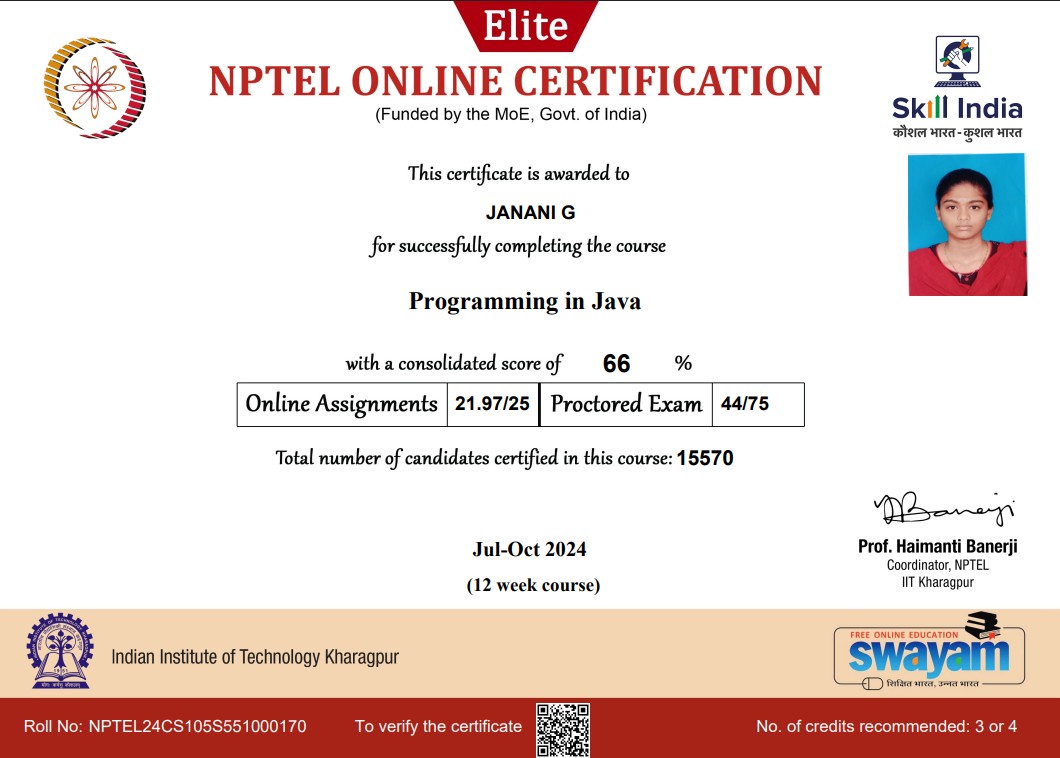 Elite
NPTEL ONLINE CERTIFICATION
(Funded by the MoE, Govt. of India)
Skill India
कौशल भारत - कुशल भारत
This certificate is awarded to
JANANI G
for successfully completing the course
Programming in Java
with a consolidated score of 66 %
Online Assignments 21.97/25 Proctored Exam 44/75
Total number of candidates certified in this course: 15570
Jul-Oct 2024
(12 week course)
Prof. Haimanti Banerji
Coordinator, NPTEL
IIT Kharagpur
Indian Institute of Technology Kharagpur
FREE ONLINE EDUCATION
swayam
शिक्षित भारत, उन्नत भारत
Roll No: NPTEL24CS105S551000170
To verify the certificate
No. of credits recommended: 3 or 4